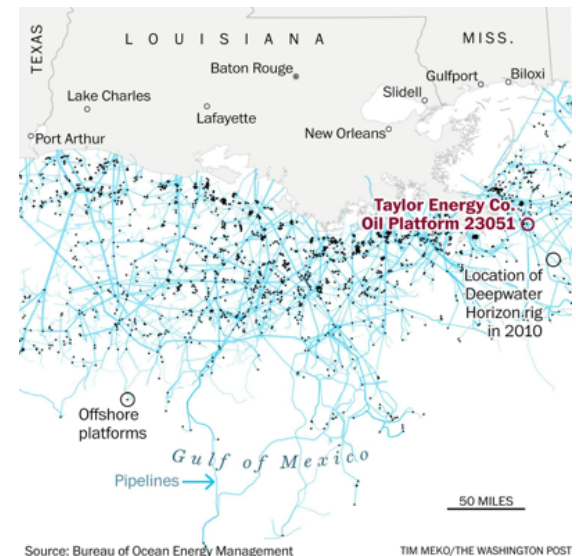 TEXAS
LOUISIANA
MISS.
Baton Rouge
Gulfport
Biloxi
Slidell
Lake Charles
Lafayette
New Orleans
Port Arthur
Taylor Energy Co.
Oil Platform 23051
Location of
Deepwater
Horizon rig
in 2010
Offshore
platforms
Gulf of Mexico
Pipelines
50 MILES
Source: Bureau of Ocean Energy Management
TIM MEKO/THE WASHINGTON POST